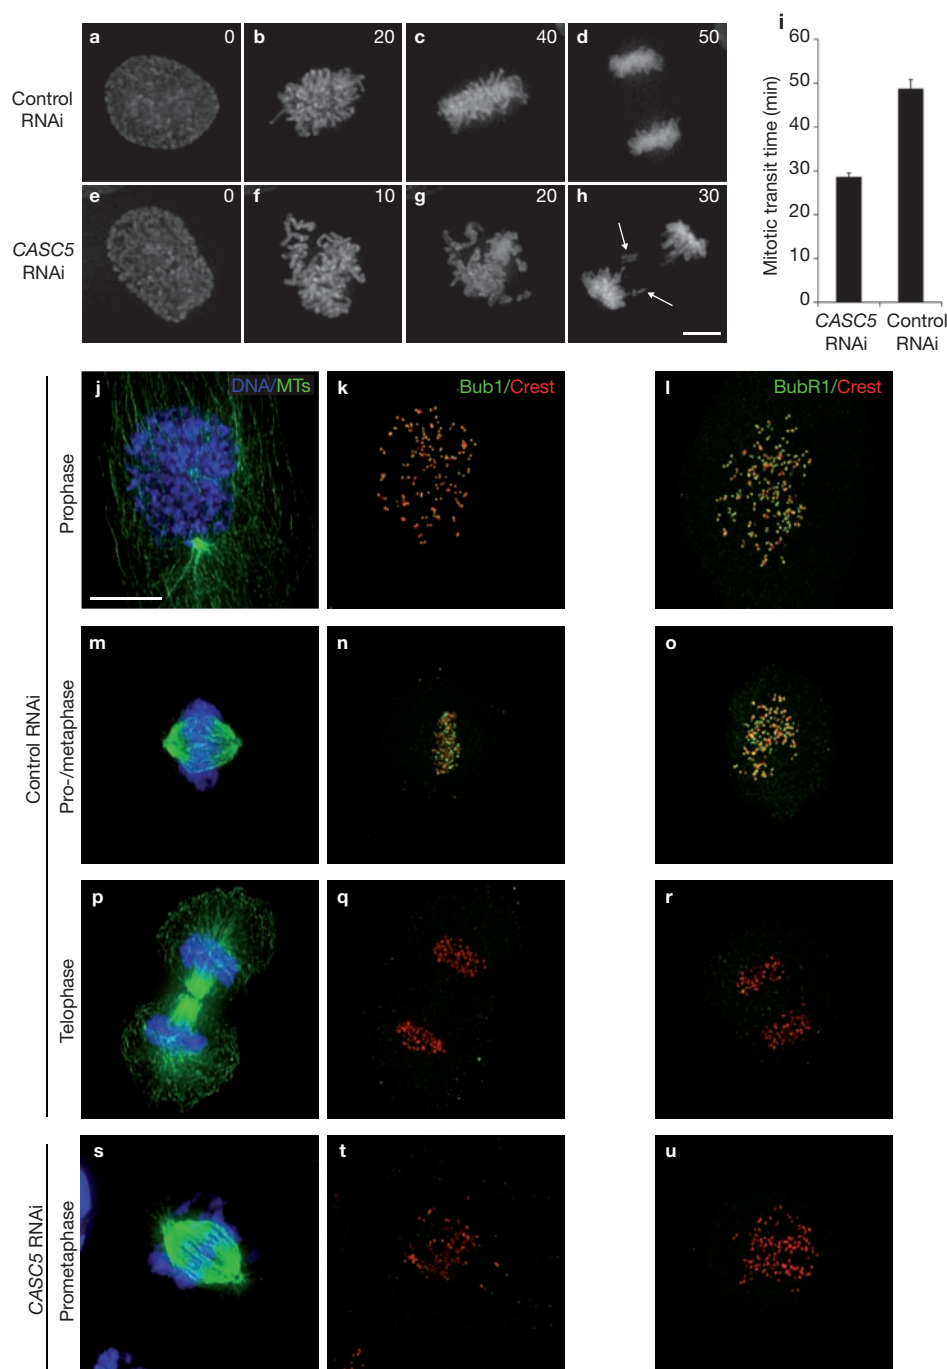 a 0
b 20
c 40
d 50
Control
RNAi
e 0
f 10
g 20
h 30
CASC5
RNAi
i
Mitotic transit time (min)
60
50
40
30
20
10
0
CASC5
RNAi
Control
RNAi
Control RNAi
Prophase
j DNA/MTs
k Bub1/Crest
l BubR1/Crest
Pro-/metaphase
m
n
o
Telophase
p
q
r
CASC5 RNAi
Prometaphase
s
t
u